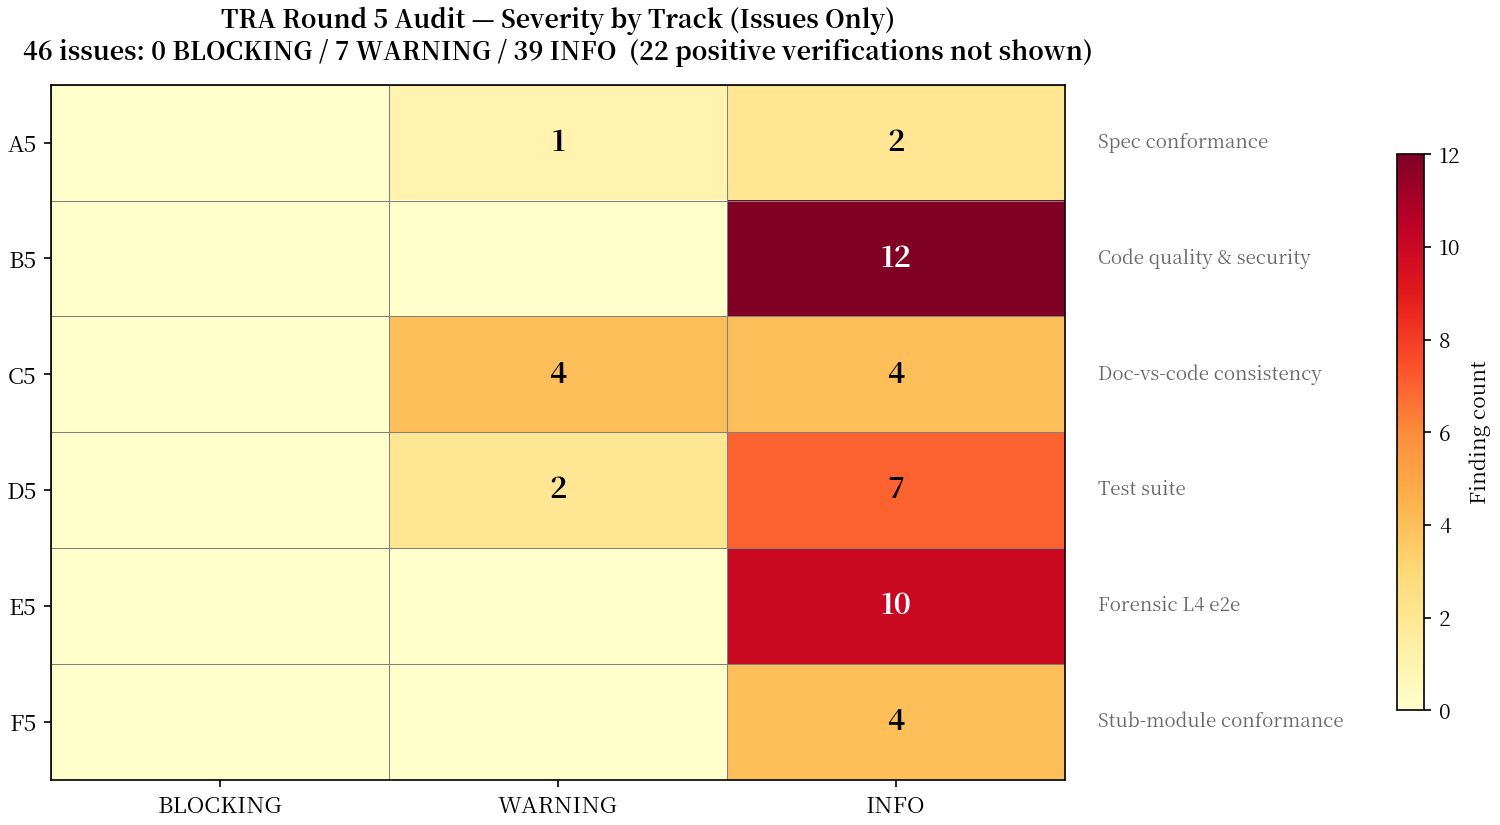 TRA Round 5 Audit — Severity by Track (Issues Only)
46 issues: 0 BLOCKING / 7 WARNING / 39 INFO (22 positive verifications not shown)
A5 1 2 Spec conformance
B5 12 Code quality & security
C5 4 4 Doc-vs-code consistency
D5 2 7 Test suite
E5 10 Forensic L4 e2e
F5 4 Stub-module conformance
BLOCKING WARNING INFO
12
10
8
6
4
2
0
Finding count